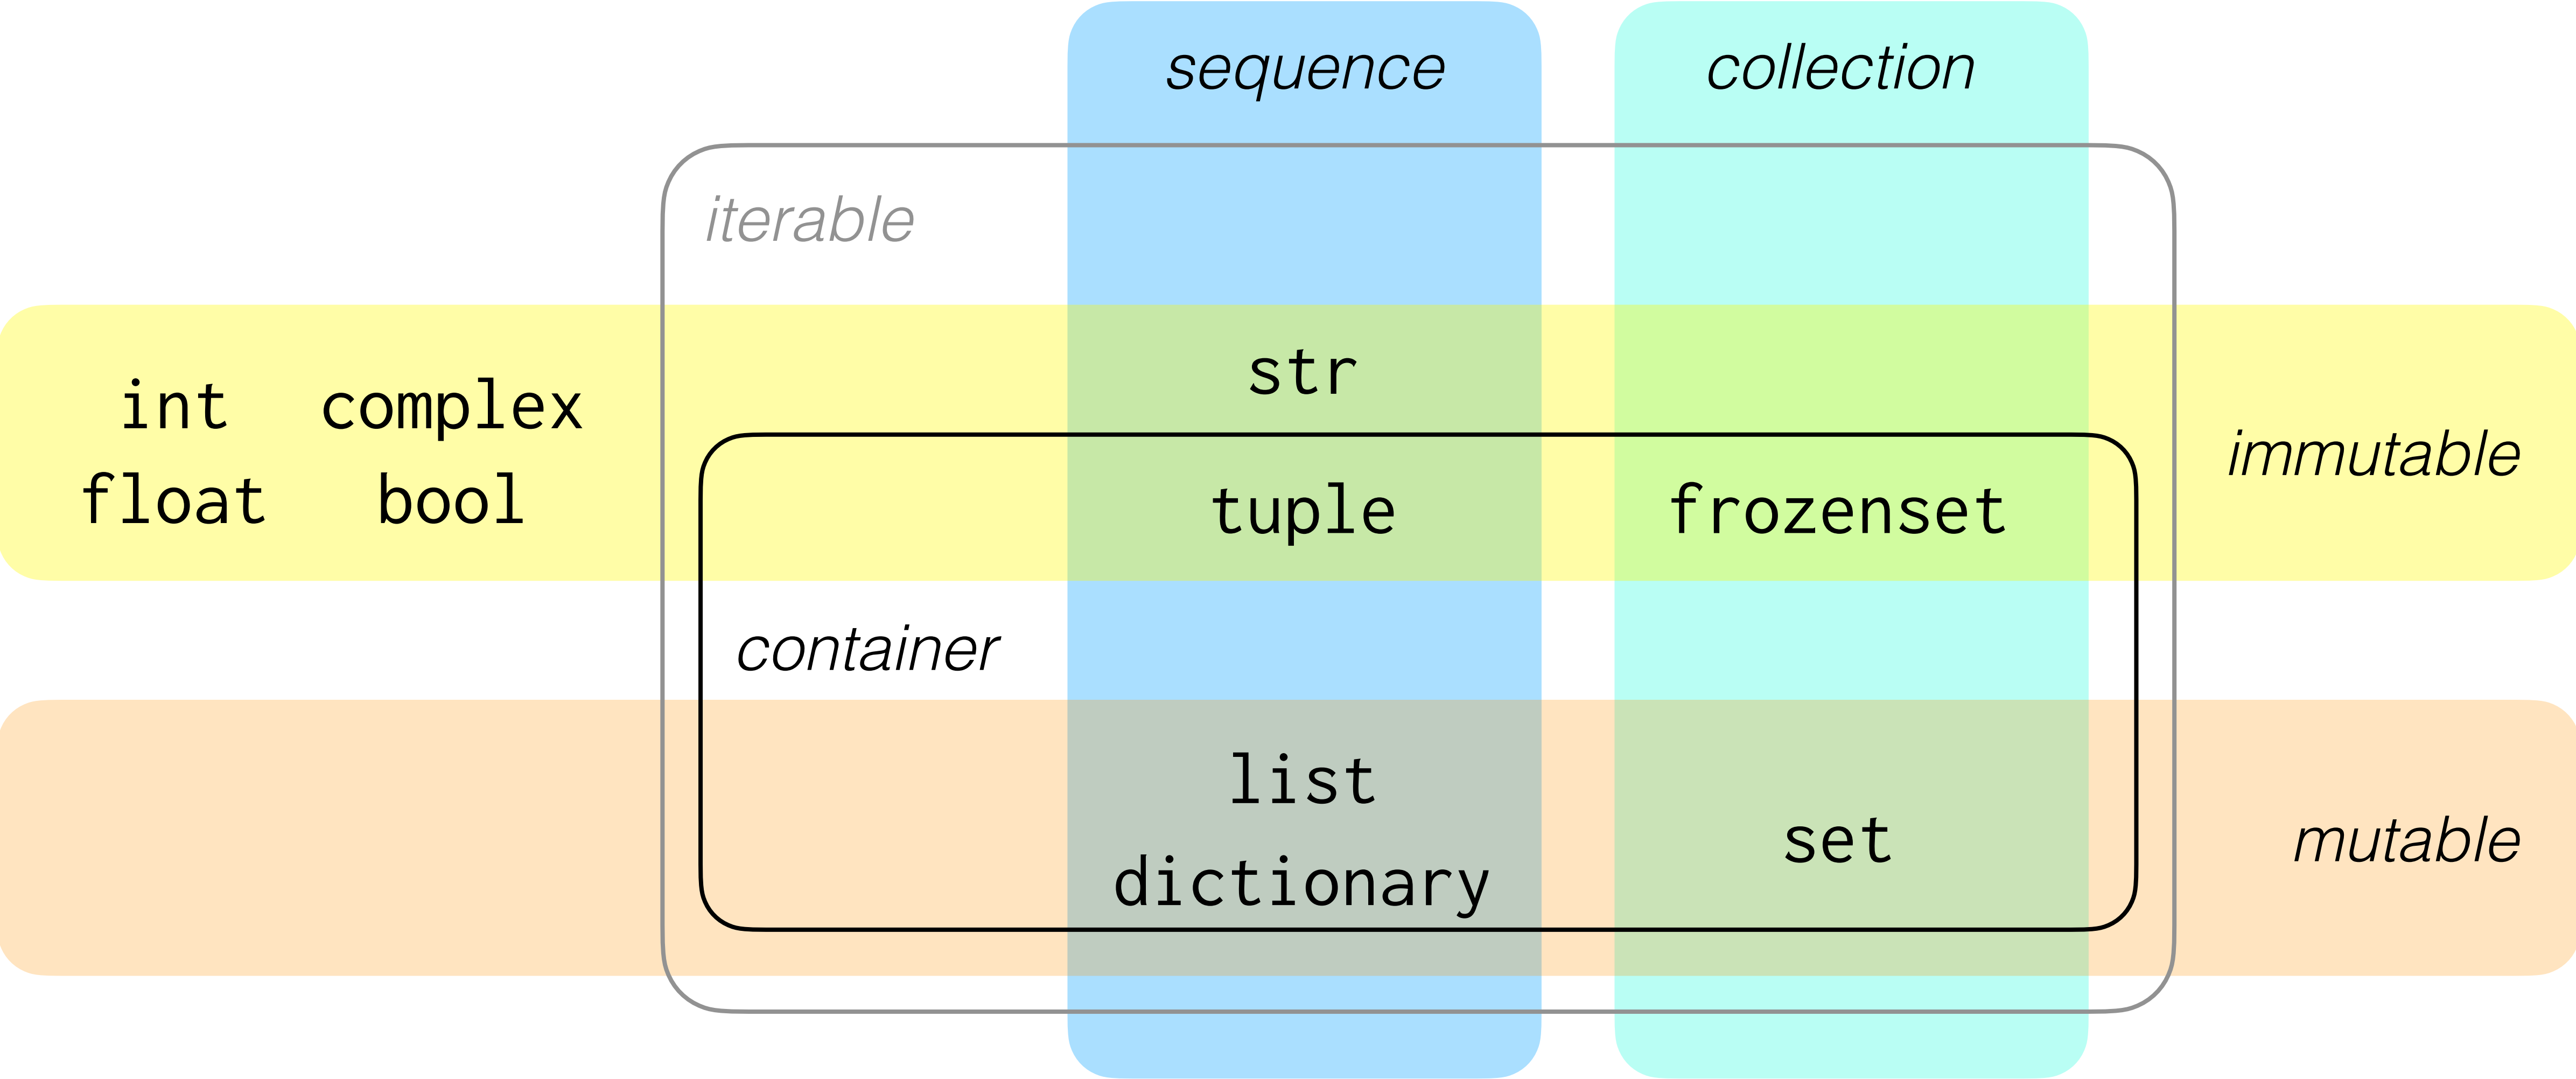 sequence
collection
iterable
str
int complex
immutable
float bool
tuple
frozenset
container
list
set
mutable
dictionary